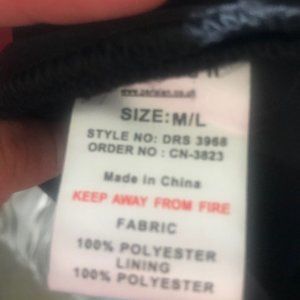 SIZE: M/L
STYLE NO: DRS 3968
ORDER NO : CN-3823
Made in China
KEEP AWAY FROM FIRE
FABRIC
100% POLYESTER
LINING
100% POLYESTER